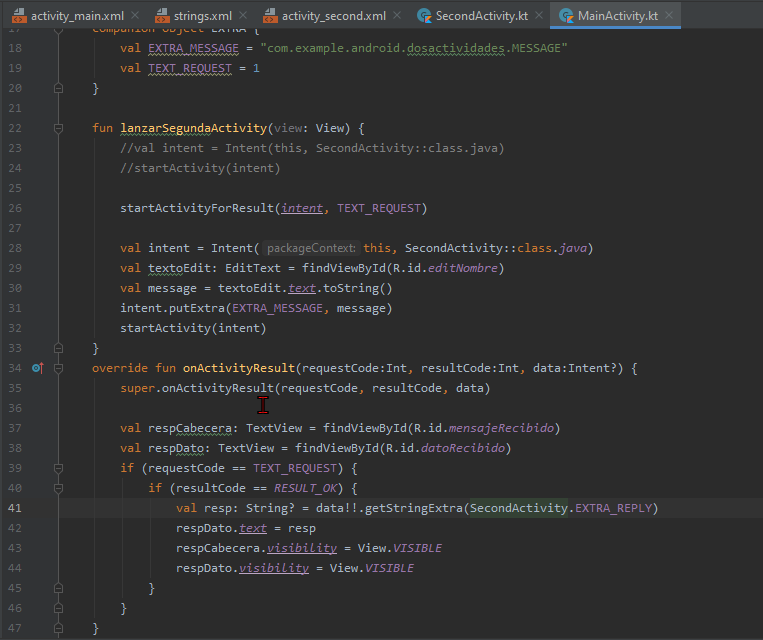 activity_main.xml × strings.xml × activity_second.xml × SecondActivity.kt × MainActivity.kt ×
17 companion object EXTRA {
18 val EXTRA_MESSAGE = "com.example.android.dosactividades.MESSAGE"
19 val TEXT_REQUEST = 1
20 }
21
22 fun lanzarSegundaActivity(view: View) {
23 //val intent = Intent(this, SecondActivity::class.java)
24 //startActivity(intent)
25
26 startActivityForResult(intent, TEXT_REQUEST)
27
28 val intent = Intent( packageContext: this, SecondActivity::class.java)
29 val textoEdit: EditText = findViewById(R.id.editNombre)
30 val message = textoEdit.text.toString()
31 intent.putExtra(EXTRA_MESSAGE, message)
32 startActivity(intent)
33 }
34 override fun onActivityResult(requestCode:Int, resultCode:Int, data:Intent?) {
35 super.onActivityResult(requestCode, resultCode, data)
36
37 val respCabecera: TextView = findViewById(R.id.mensajeRecibido)
38 val respDato: TextView = findViewById(R.id.datoRecibido)
39 if (requestCode == TEXT_REQUEST) {
40 if (resultCode == RESULT_OK) {
41 val resp: String? = data!!.getStringExtra(SecondActivity.EXTRA_REPLY)
42 respDato.text = resp
43 respCabecera.visibility = View.VISIBLE
44 respDato.visibility = View.VISIBLE
45 }
46 }
47 }